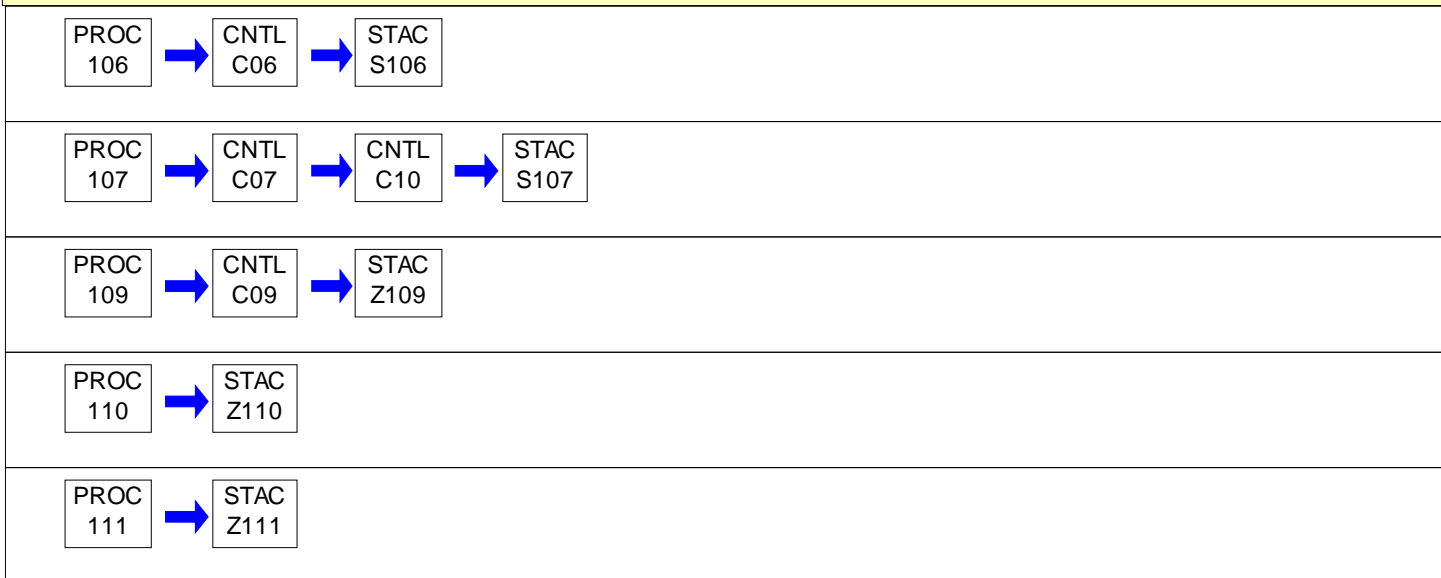 PROC
106
CNTL
C06
STAC
S106
PROC
107
CNTL
C07
CNTL
C10
STAC
S107
PROC
109
CNTL
C09
STAC
Z109
PROC
110
STAC
Z110
PROC
111
STAC
Z111